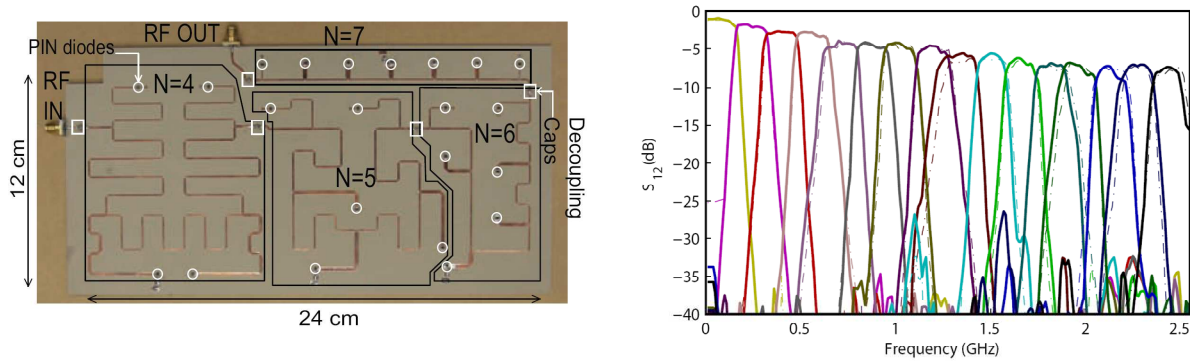 RF OUT
N=7
PIN diodes
N=4
RF
IN
N=6
N=5
Decoupling
Caps
12 cm
24 cm
0
−5
−10
−15
−20
−25
−30
−35
−40
S12(dB)
0
0.5
1
1.5
2
2.5
Frequency (GHz)